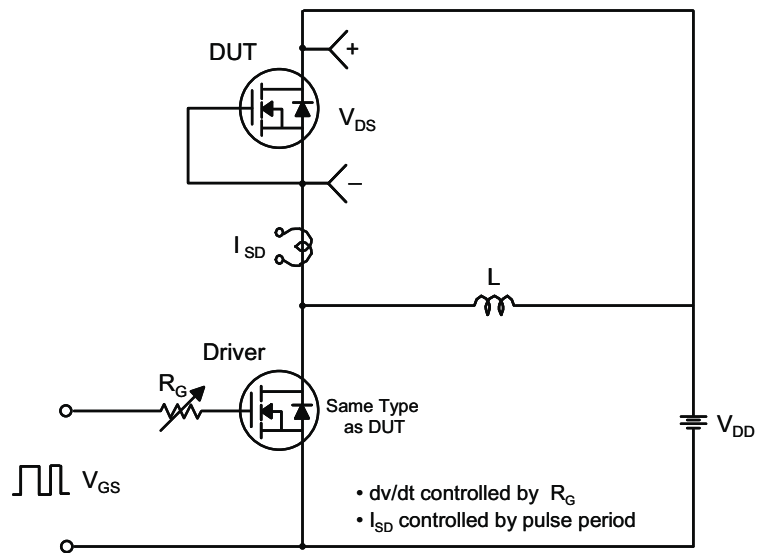 DUT
+
V_DS
–
I_SD
L
Driver
R_G
Same Type
as DUT
V_DD
V_GS
• dv/dt controlled by R_G
• I_SD controlled by pulse period